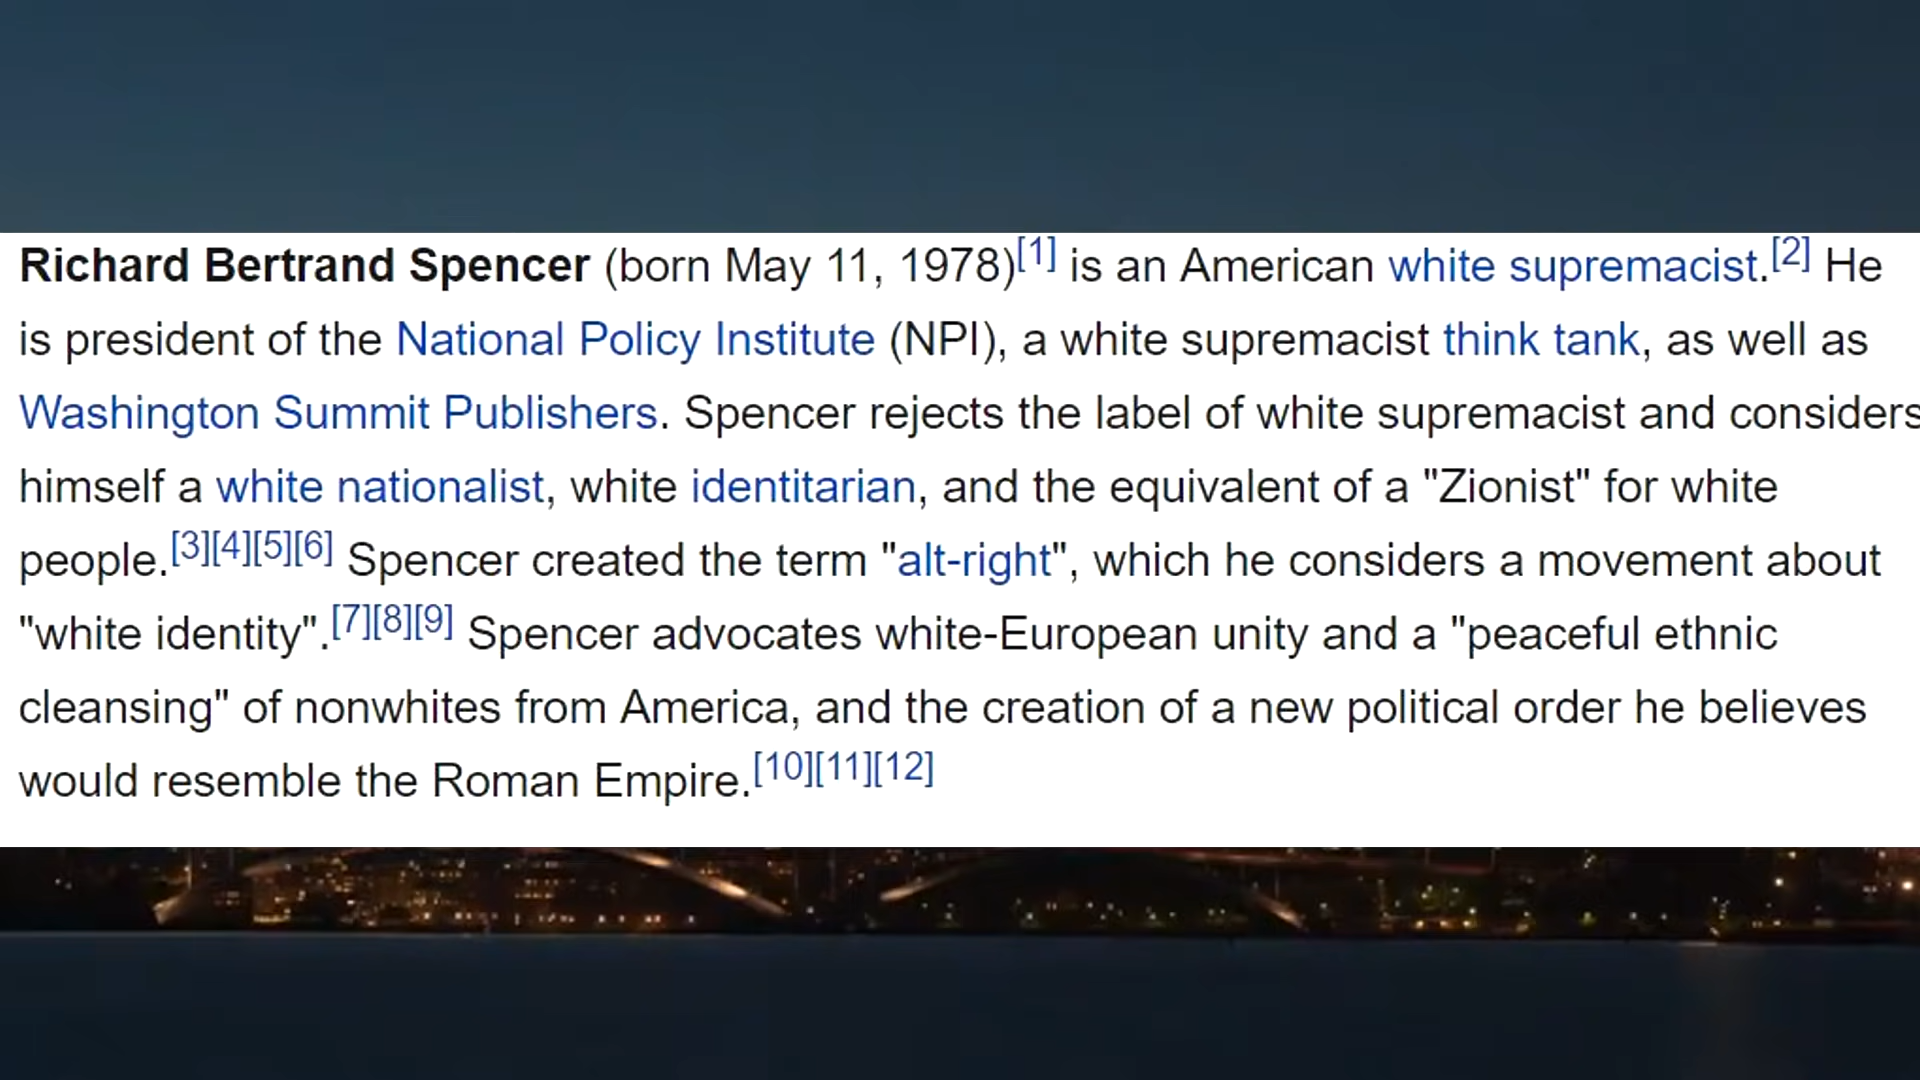 Richard Bertrand Spencer (born May 11, 1978)[1] is an American white supremacist.[2] He
is president of the National Policy Institute (NPI), a white supremacist think tank, as well as
Washington Summit Publishers. Spencer rejects the label of white supremacist and considers
himself a white nationalist, white identitarian, and the equivalent of a "Zionist" for white
people.[3][4][5][6] Spencer created the term "alt-right", which he considers a movement about
"white identity".[7][8][9] Spencer advocates white-European unity and a "peaceful ethnic
cleansing" of nonwhites from America, and the creation of a new political order he believes
would resemble the Roman Empire.[10][11][12]